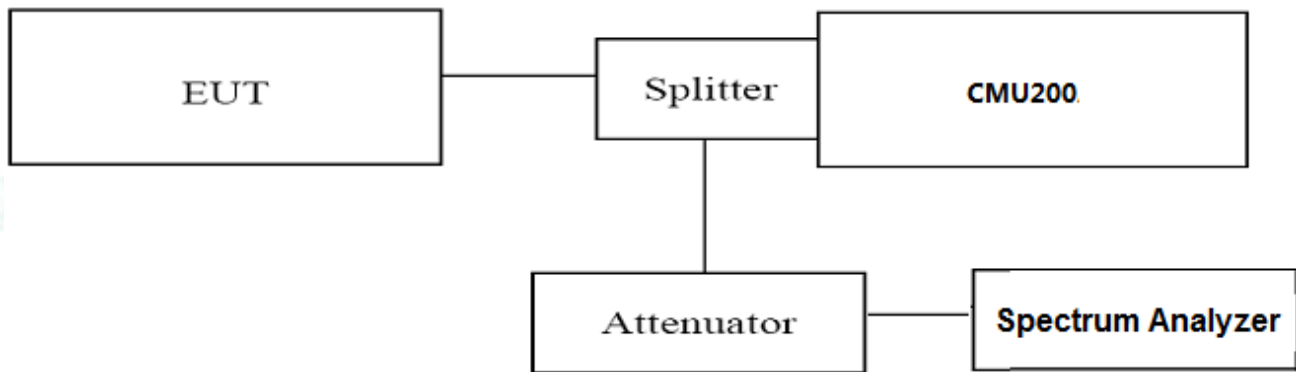 EUT
Splitter
CMU200.
Attenuator
Spectrum Analyzer